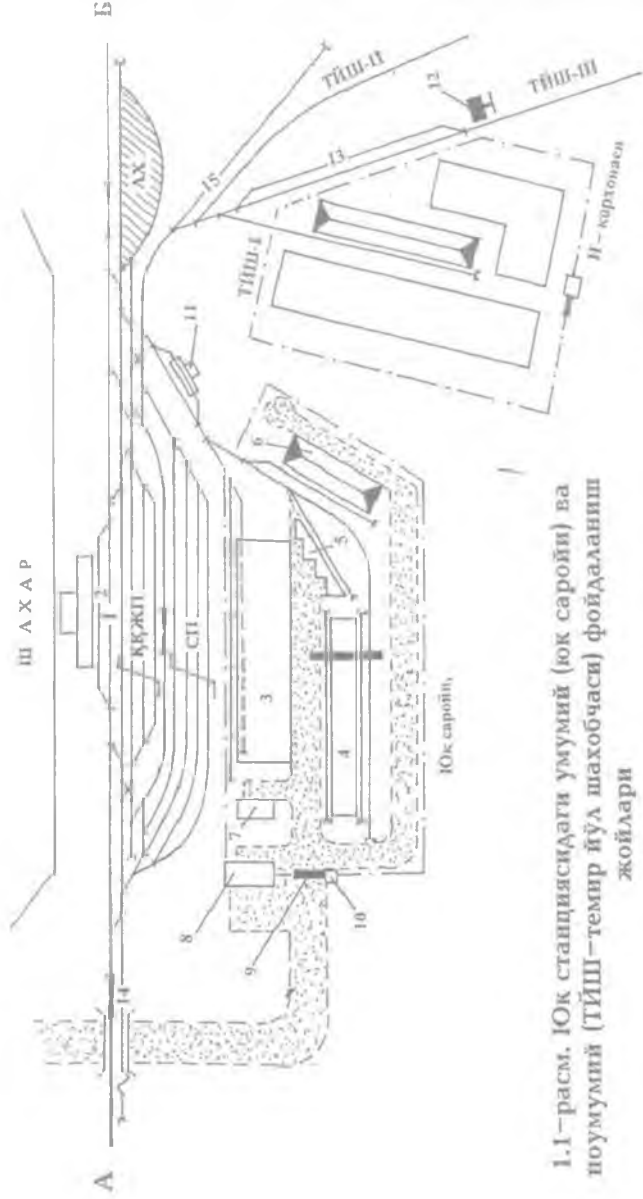 Ш А Х А Р
А
Б
14
1
2
ҚҚЖП
СП
ЛХ
15
ТЙШ-II
ТЙШ-III
13
12
ТЙШ-I
Н-корхонаси
11
8
7
3
5
6
9
4
10
Юк саройи,
1.1-расм. Юк станциясидаги умумий (юк саройи) ва
ноумумий (ТЙШ-темир йўл шахобчаси) фойдаланиш
жойлари